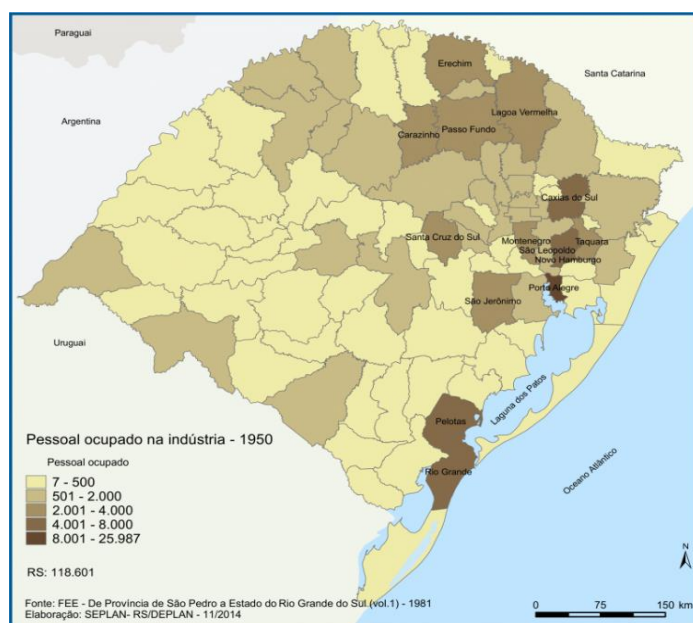 Paraguai
Argentina
Santa Catarina
Uruguai
Erechim
Lagoa Vermelha
Carazinho
Passo Fundo
Caxias do Sul
Santa Cruz do Sul
Montenegro
Taquara
São Leopoldo
Novo Hamburgo
Porto Alegre
São Jerônimo
Laguna dos Patos
Pelotas
Rio Grande
Oceano Atlântico
Pessoal ocupado na indústria - 1950
Pessoal ocupado
7 - 500
501 - 2.000
2.001 - 4.000
4.001 - 8.000
8.001 - 25.987
RS: 118.601
N
Fonte: FEE - De Província de São Pedro a Estado do Rio Grande do Sul (vol.1) - 1981
Elaboração: SEPLAN- RS/DEPLAN - 11/2014
0 75 150 km